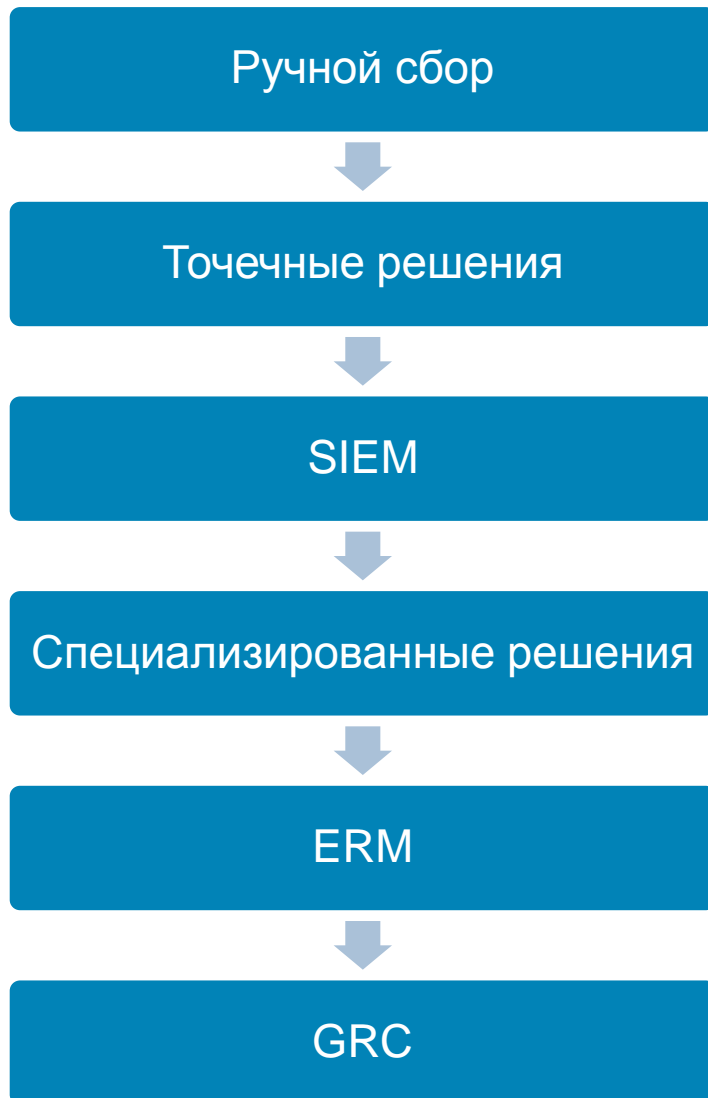 Ручной сбор
Точечные решения
SIEM
Специализированные решения
ERM
GRC